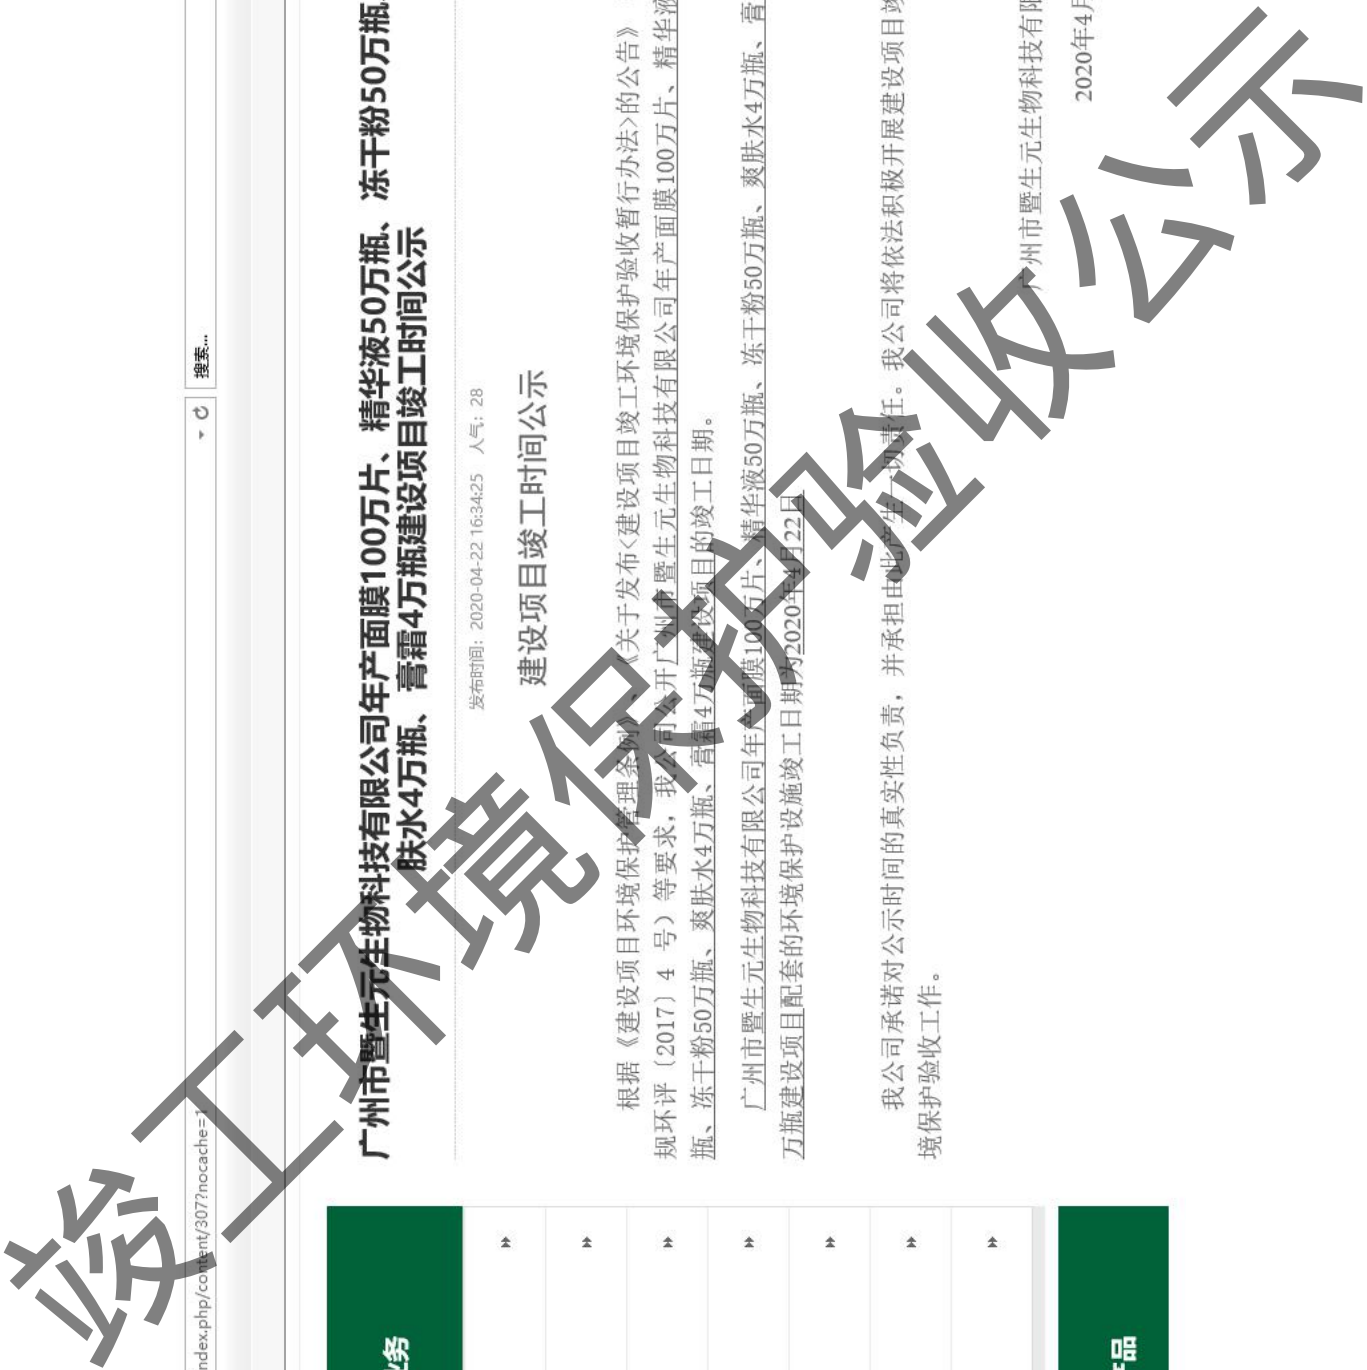 ndex.php/content/307?nocache=1
搜索...
广州市暨生元生物科技有限公司年产面膜100万片、精华液50万瓶、冻干粉50万瓶
肤水4万瓶、膏霜4万瓶建设项目竣工时间公示
发布时间：2020-04-22 16:34:25 人气：28
建设项目竣工时间公示
根据《建设项目环境保护管理条例》、《关于发布<建设项目竣工环境保护验收暂行办法>的公告》
规环评〔2017〕4 号）等要求，我公司公开广州市暨生元生物科技有限公司年产面膜100万片、精华液
瓶、冻干粉50万瓶、爽肤水4万瓶、膏霜4万瓶建设项目的竣工日期。
广州市暨生元生物科技有限公司年产面膜100万片、精华液50万瓶、冻干粉50万瓶、爽肤水4万瓶、膏
万瓶建设项目配套的环境保护设施竣工日期为2020年4月22日
我公司承诺对公示时间的真实性负责，并承担由此产生一切责任。我公司将依法积极开展建设项目竣
境保护验收工作。
广州市暨生元生物科技有限
2020年4月
务
品
竣工环境保护验收公示